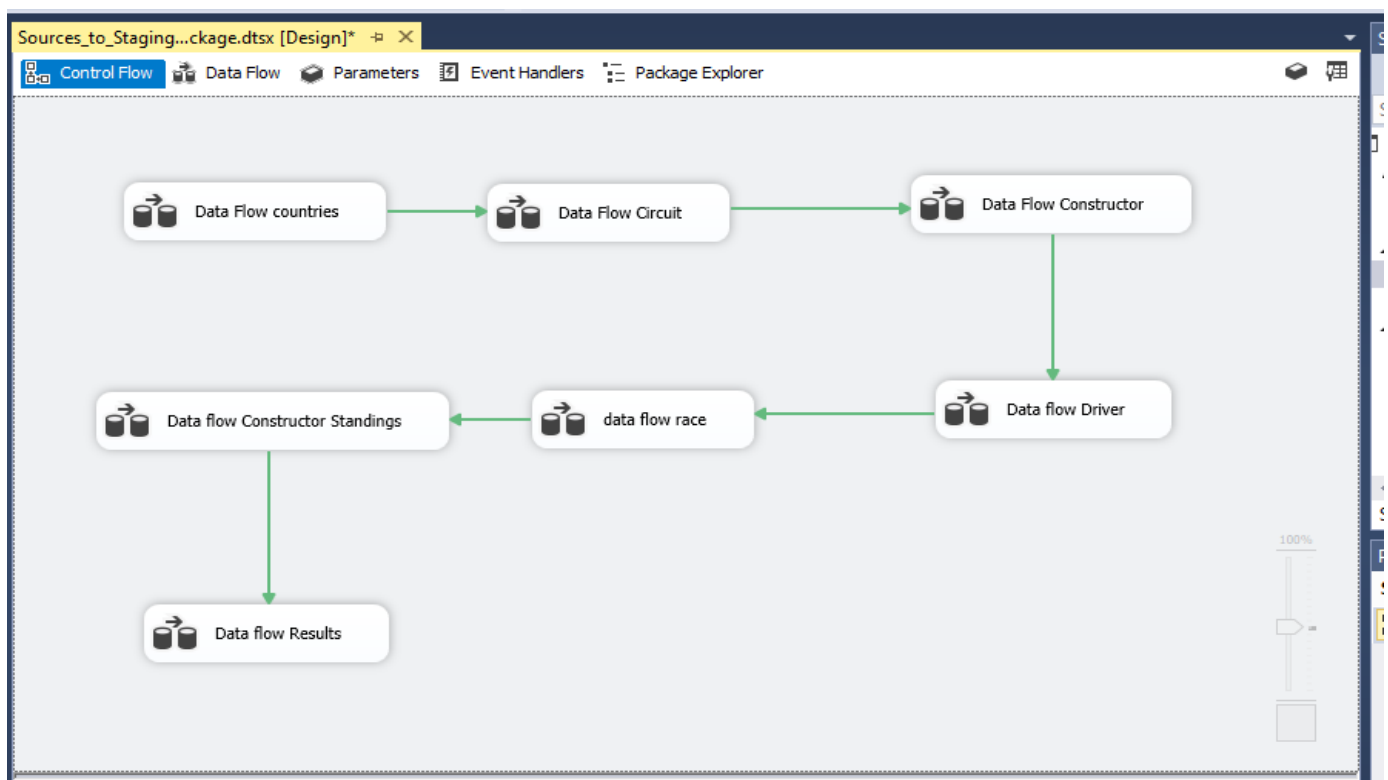 Sources_to_Staging...ckage.dtsx [Design]*
Control Flow Data Flow Parameters Event Handlers Package Explorer
Data Flow countries
Data Flow Circuit
Data Flow Constructor
Data flow Constructor Standings
data flow race
Data flow Driver
100%
Data flow Results